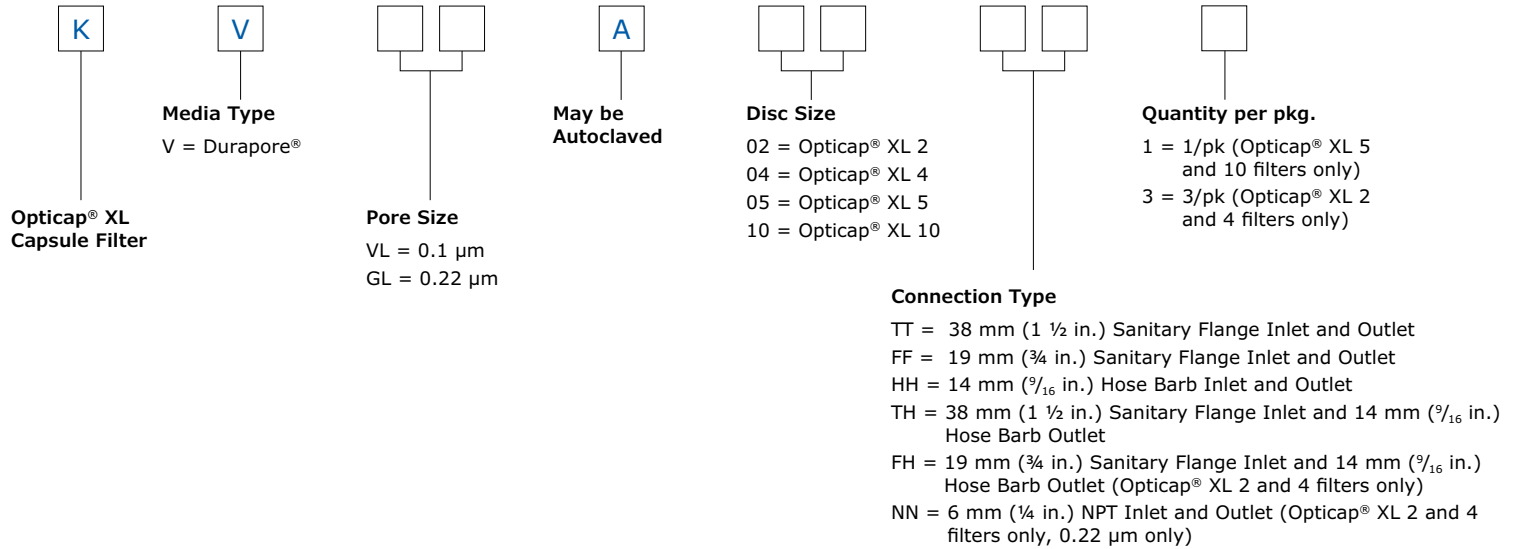 K V A
Media Type
V = Durapore®
May be
Autoclaved
Disc Size
02 = Opticap® XL 2
04 = Opticap® XL 4
05 = Opticap® XL 5
10 = Opticap® XL 10
Quantity per pkg.
1 = 1/pk (Opticap® XL 5
and 10 filters only)
3 = 3/pk (Opticap® XL 2
and 4 filters only)
Opticap® XL
Capsule Filter
Pore Size
VL = 0.1 µm
GL = 0.22 µm
Connection Type
TT = 38 mm (1 ½ in.) Sanitary Flange Inlet and Outlet
FF = 19 mm (¾ in.) Sanitary Flange Inlet and Outlet
HH = 14 mm (⁹/₁₆ in.) Hose Barb Inlet and Outlet
TH = 38 mm (1 ½ in.) Sanitary Flange Inlet and 14 mm (⁹/₁₆ in.)
Hose Barb Outlet
FH = 19 mm (¾ in.) Sanitary Flange Inlet and 14 mm (⁹/₁₆ in.)
Hose Barb Outlet (Opticap® XL 2 and 4 filters only)
NN = 6 mm (¼ in.) NPT Inlet and Outlet (Opticap® XL 2 and 4
filters only, 0.22 µm only)